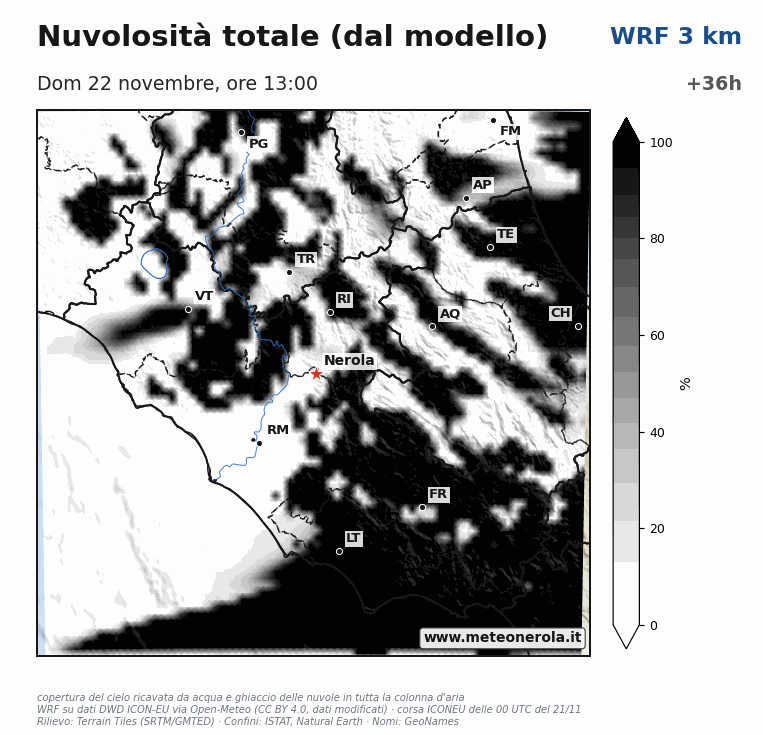 Nuvolosità totale (dal modello)
WRF 3 km
Dom 22 novembre, ore 13:00
+36h
FM
PG
AP
TE
TR
VT
RI
AQ
CH
Nerola
RM
FR
LT
100
80
60
40
20
0
%
www.meteonerola.it
copertura del cielo ricavata da acqua e ghiaccio delle nuvole in tutta la colonna d'aria
WRF su dati DWD ICON-EU via Open-Meteo (CC BY 4.0, dati modificati) · corsa ICONEU delle 00 UTC del 21/11
Rilievo: Terrain Tiles (SRTM/GMTED) · Confini: ISTAT, Natural Earth · Nomi: GeoNames